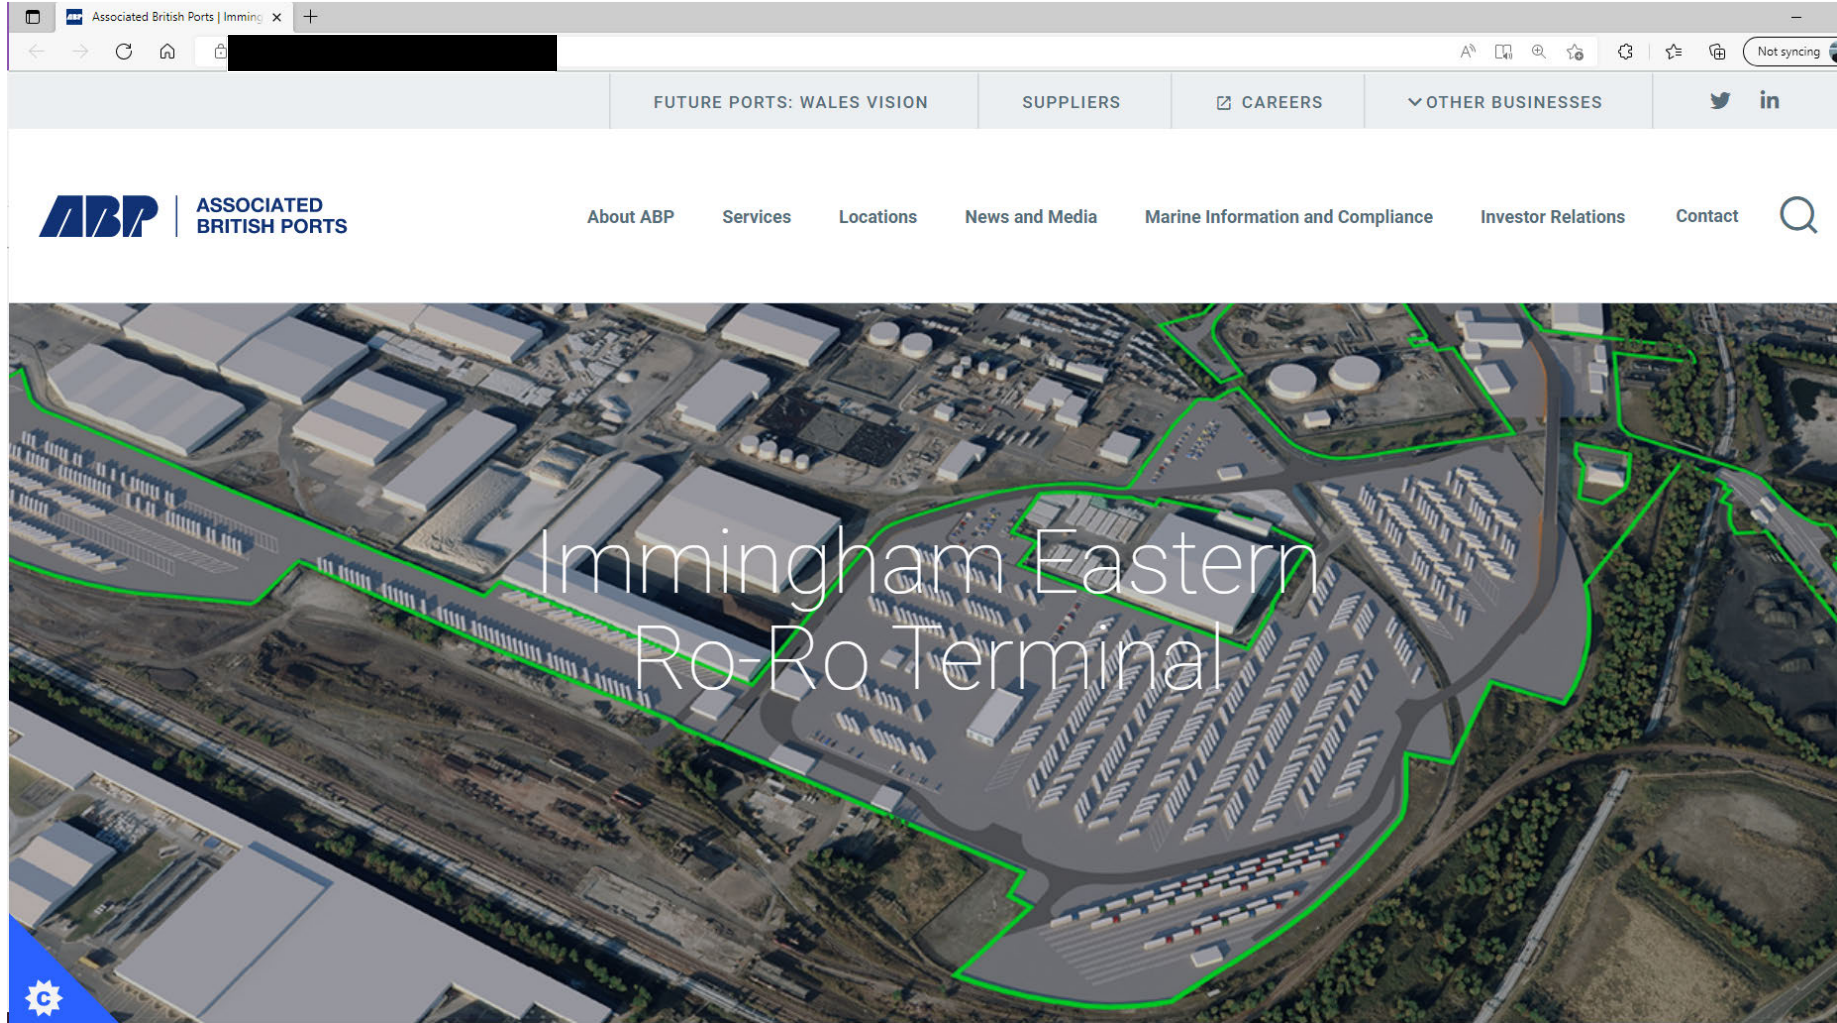 Associated British Ports | Imming
Not syncing
FUTURE PORTS: WALES VISION
SUPPLIERS
CAREERS
OTHER BUSINESSES
in
ABP
ASSOCIATED
BRITISH PORTS
About ABP
Services
Locations
News and Media
Marine Information and Compliance
Investor Relations
Contact
Immingham Eastern
Ro-Ro Terminal
C